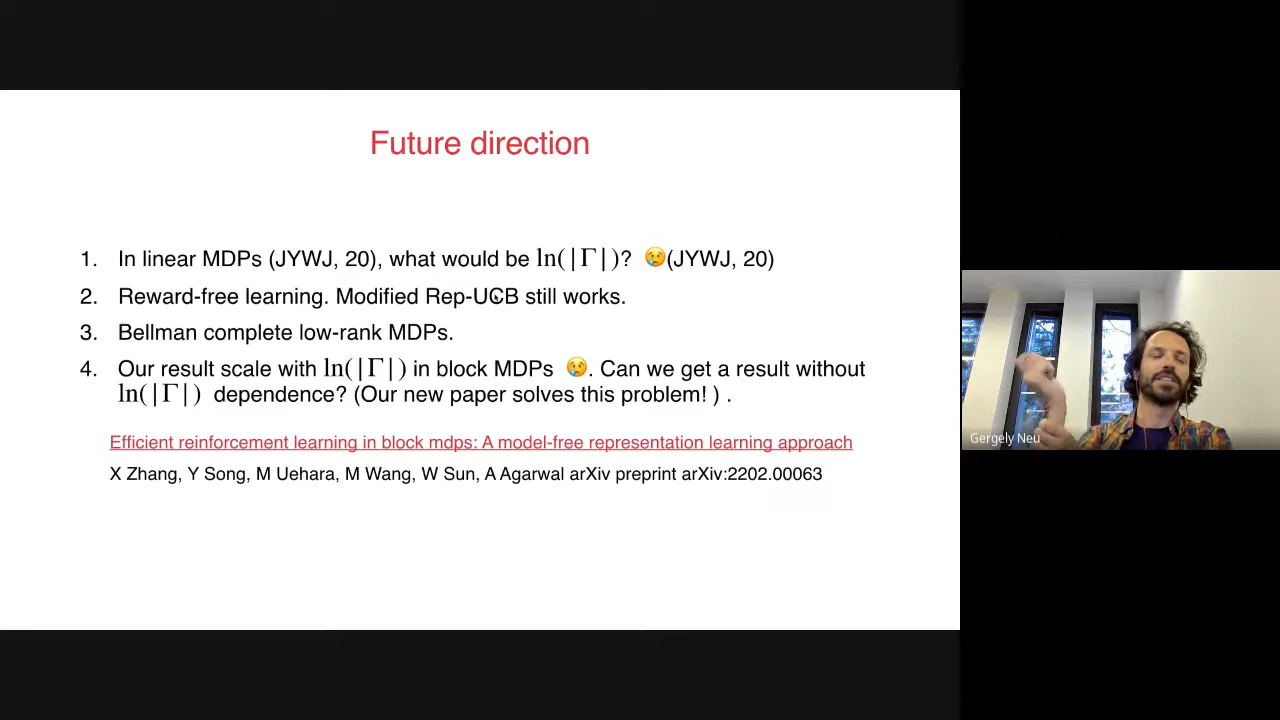 Future direction
1. In linear MDPs (JYWJ, 20), what would be ln(|Γ|)? 😢(JYWJ, 20)
2. Reward-free learning. Modified Rep-UCB still works.
3. Bellman complete low-rank MDPs.
4. Our result scale with ln(|Γ|) in block MDPs 😢. Can we get a result without
ln(|Γ|) dependence? (Our new paper solves this problem! ) .
Efficient reinforcement learning in block mdps: A model-free representation learning approach
X Zhang, Y Song, M Uehara, M Wang, W Sun, A Agarwal arXiv preprint arXiv:2202.00063
Gergely Neu